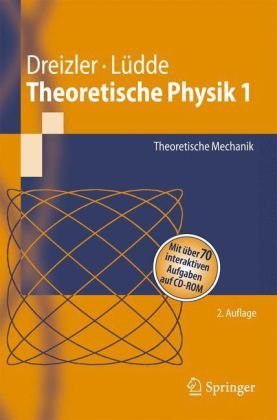 Dreizler · Lüdde
Theoretische Physik 1
Theoretische Mechanik
Mit über 70
interaktiven
Aufgaben
auf CD-ROM
2. Auflage
Springer